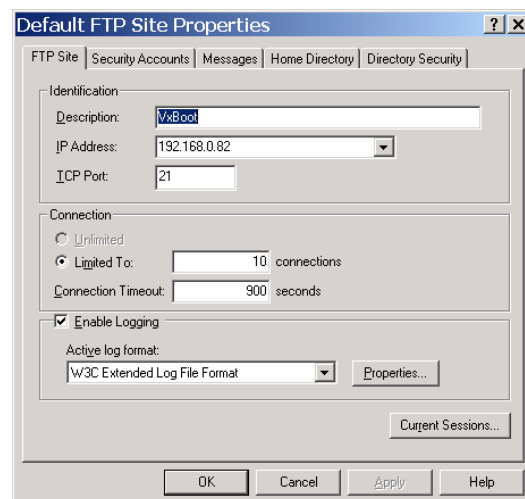 Default FTP Site Properties ? X
FTP Site Security Accounts Messages Home Directory Directory Security
Identification
Description: VxBoot
IP Address: 192.168.0.82
TCP Port: 21
Connection
Unlimited
Limited To: 10 connections
Connection Timeout: 900 seconds
Enable Logging
Active log format:
W3C Extended Log File Format Properties...
Current Sessions...
OK Cancel Apply Help